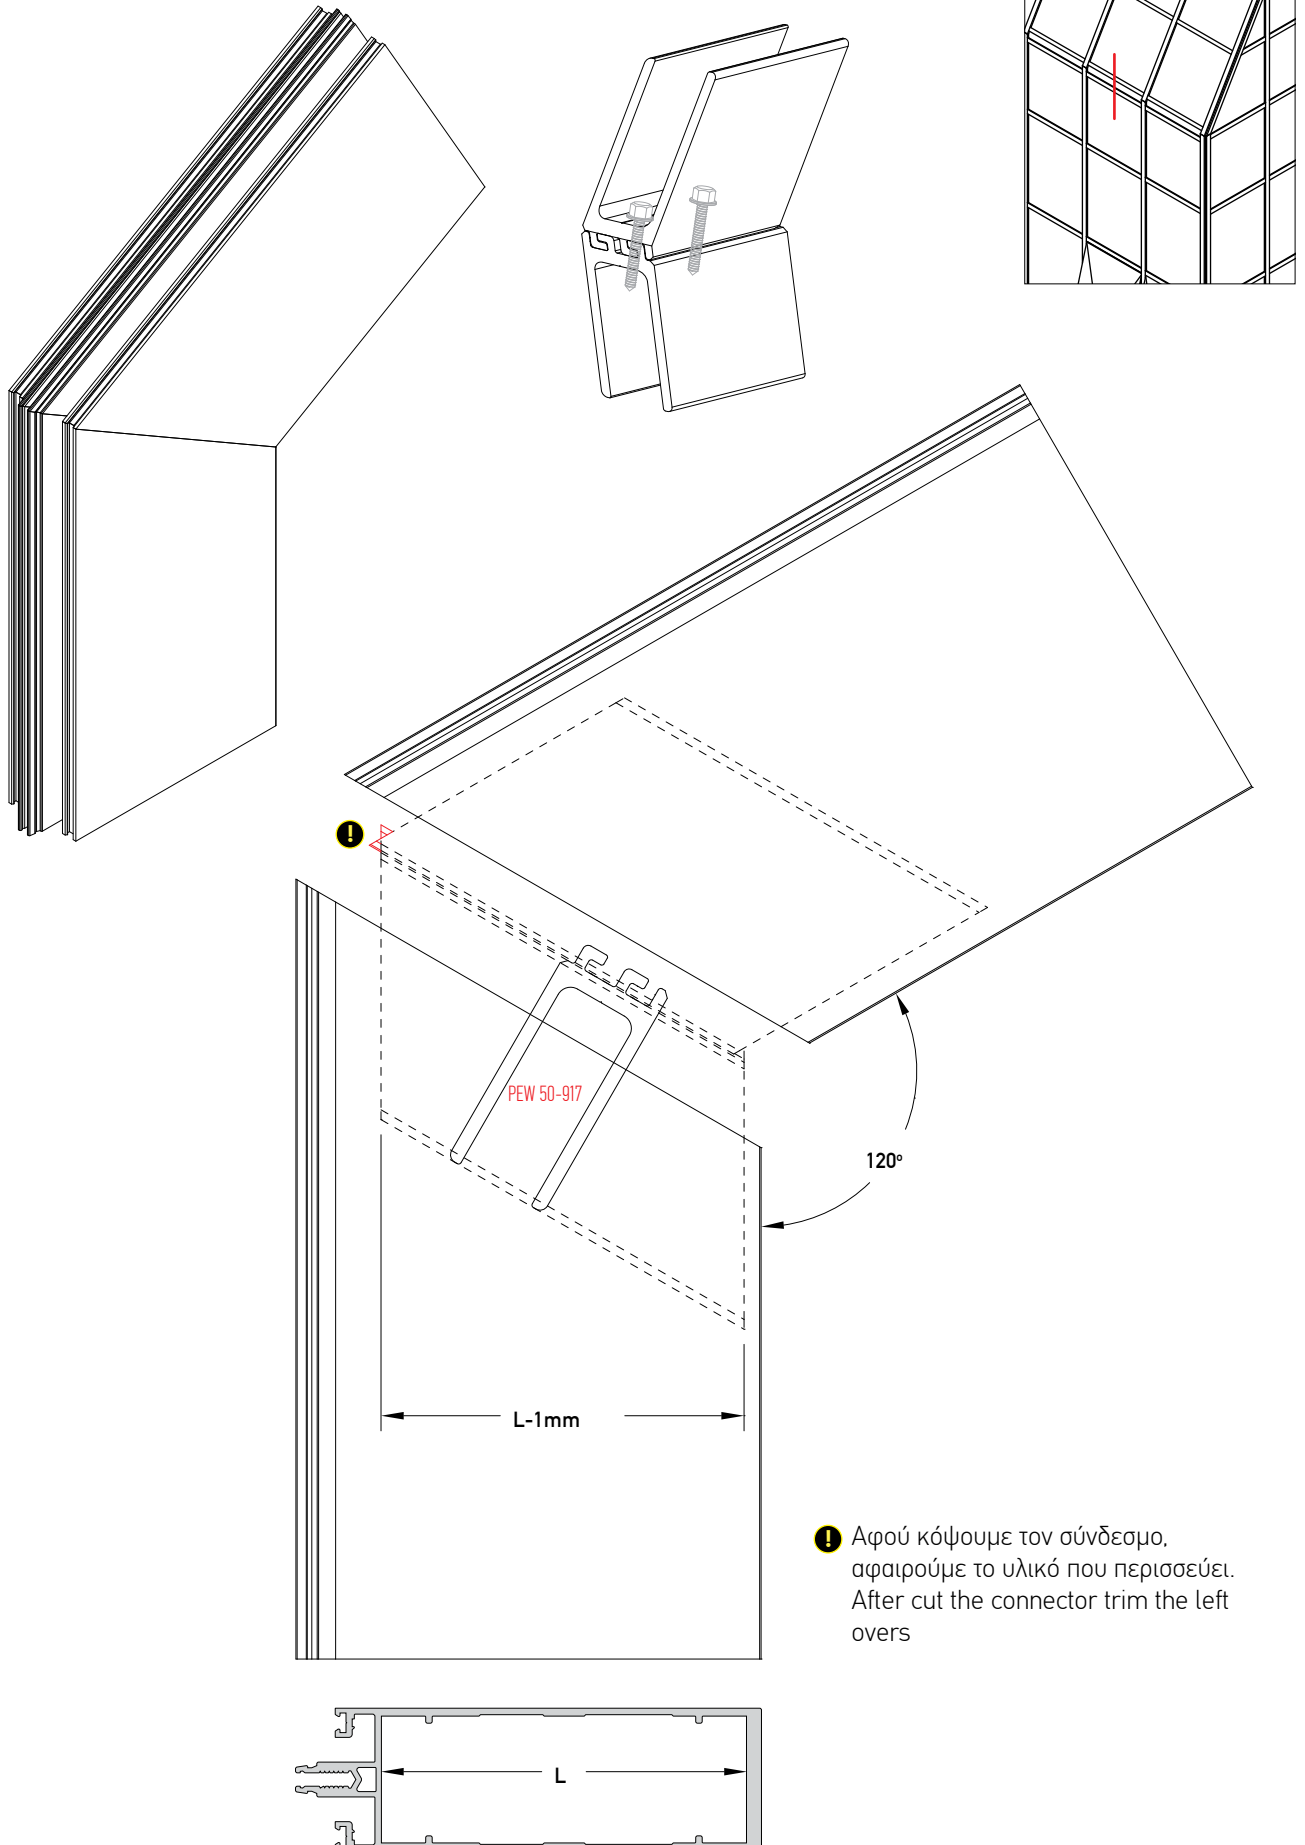 PEW 50-917
120°
L-1mm
! Αφού κόψουμε τον σύνδεσμο,
αφαιρούμε το υλικό που περισσεύει.
After cut the connector trim the left
overs
L